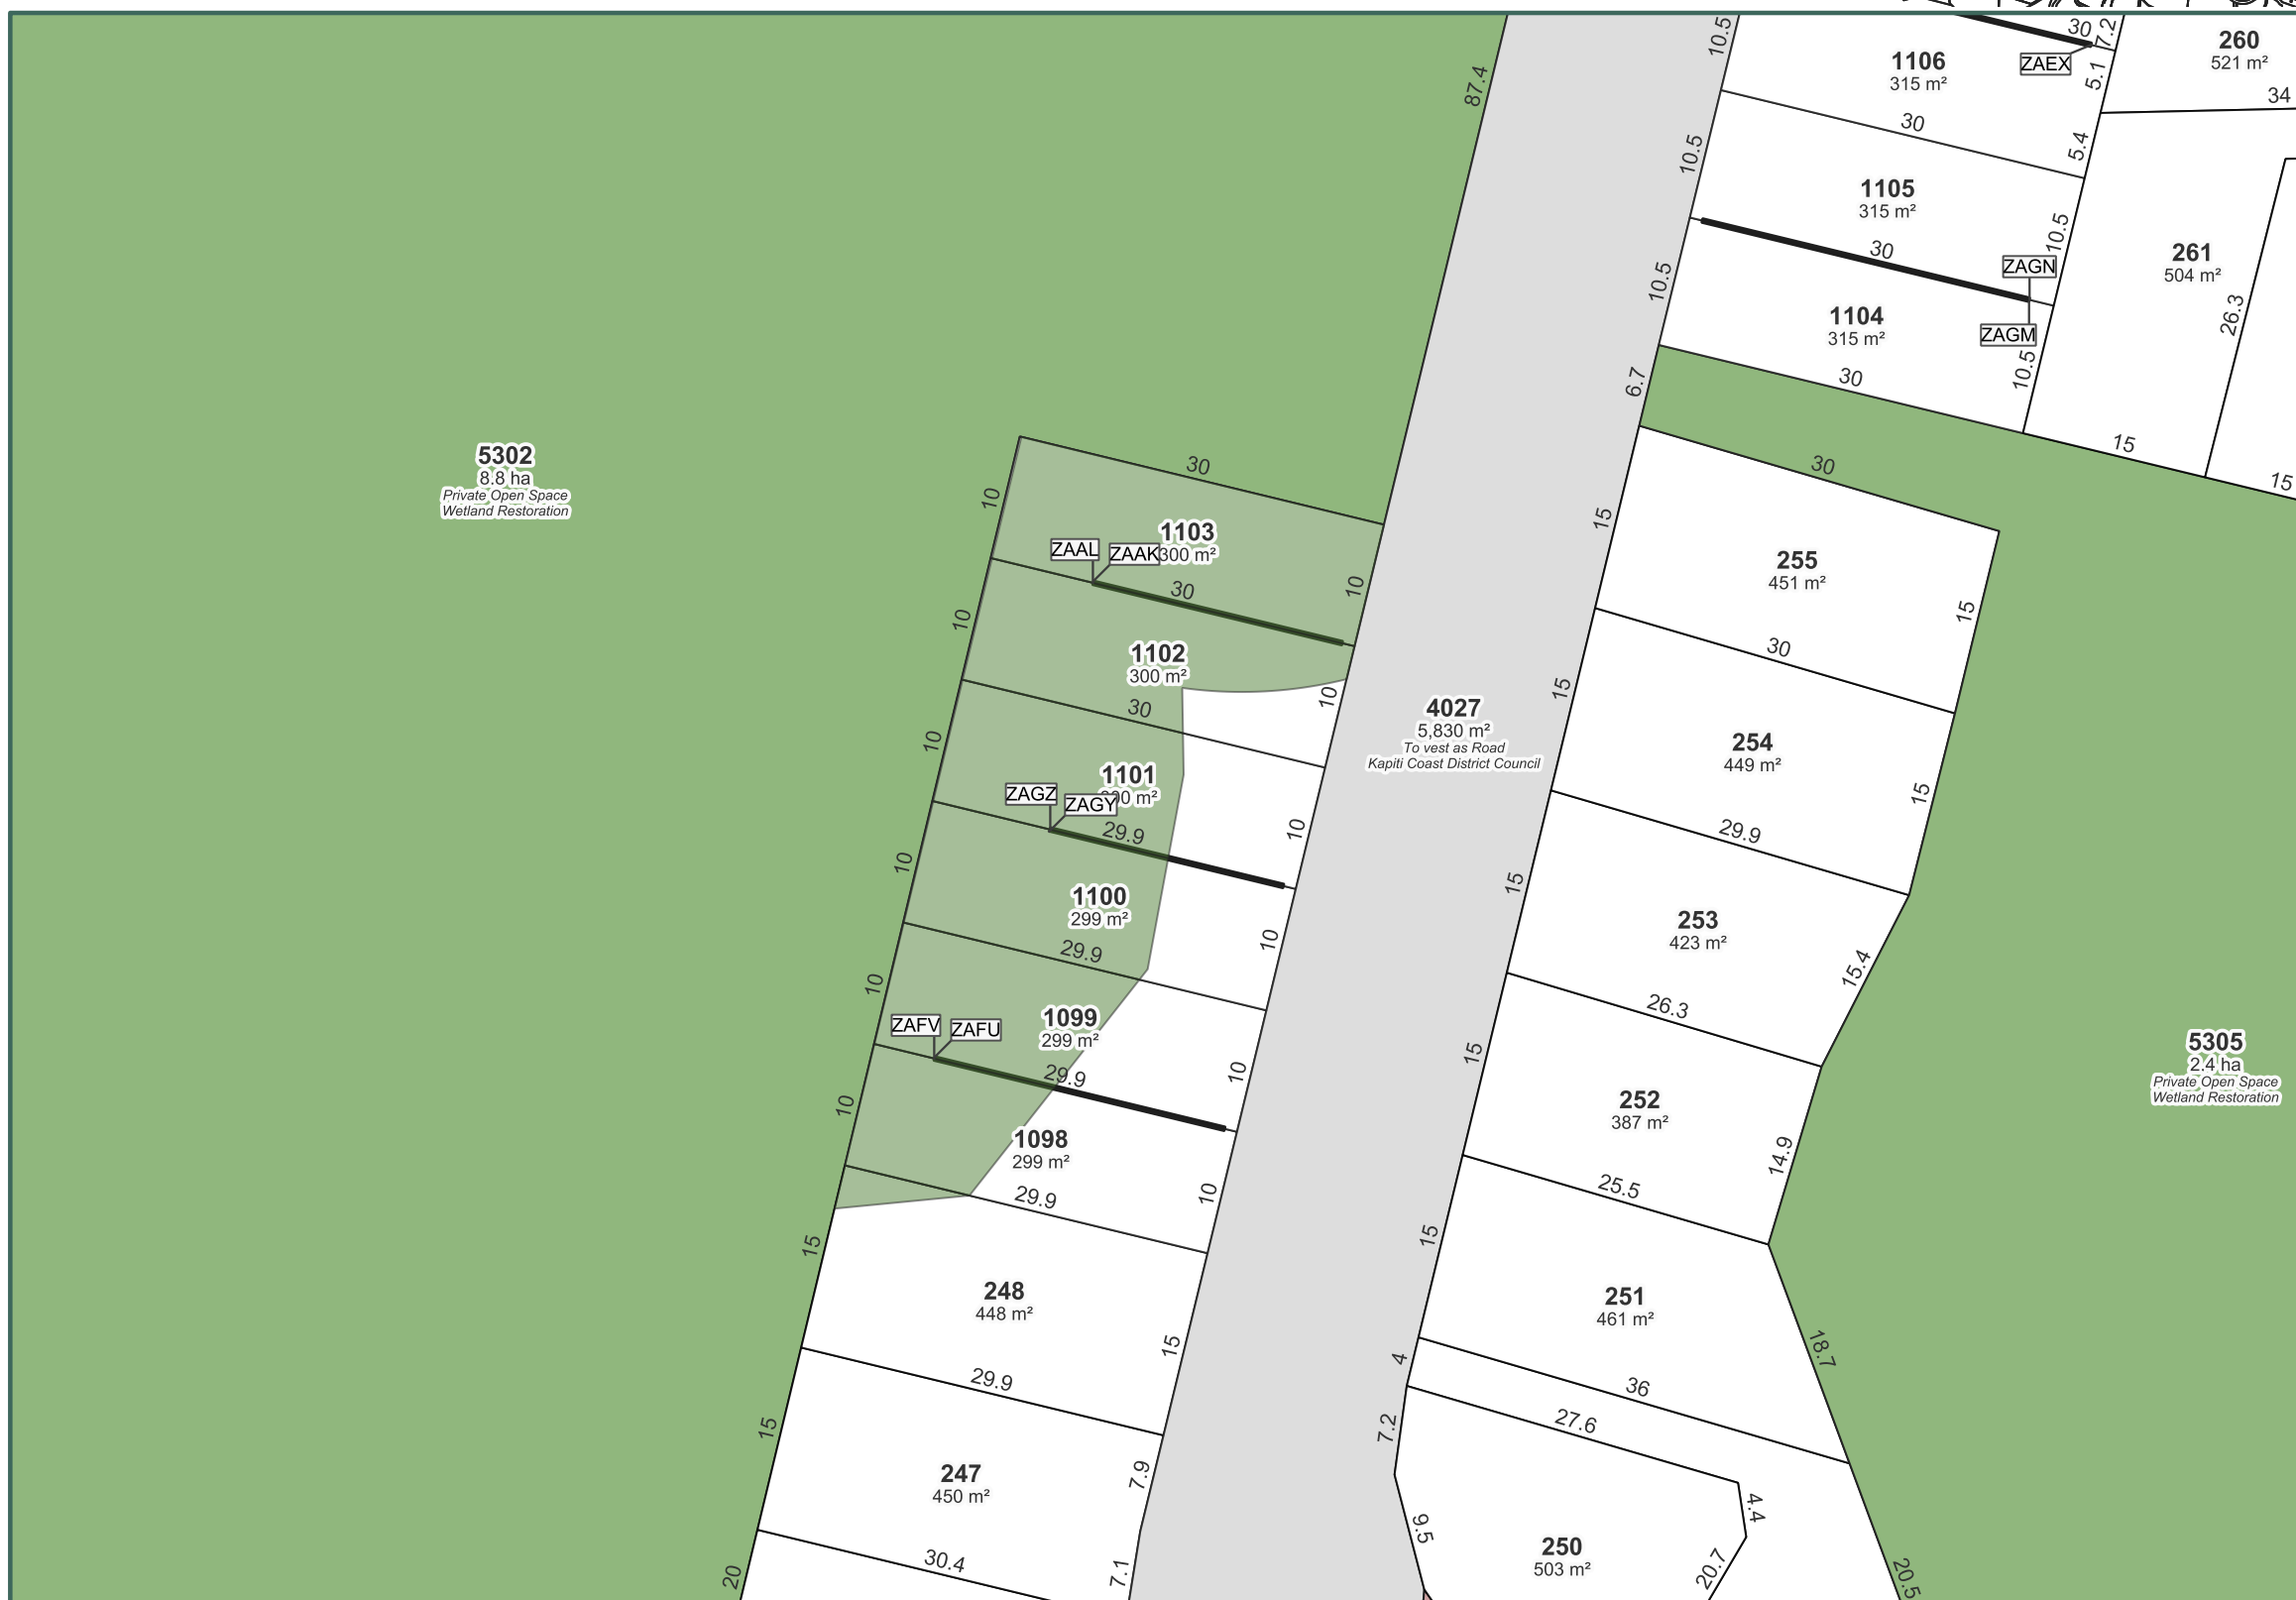 10.5
30
7.2
1106
315 m²
ZAEX
5.1
260
521 m²
34
87.4
30
5.4
10.5
1105
315 m²
10.5
30
ZAGN
261
504 m²
26.3
10.5
1104
315 m²
ZAGM
10.5
30
6.7
15
15
5302
8.8 ha
Private Open Space
Wetland Restoration
30
10
1103
300 m²
ZAAL
ZAAK
30
10
30
15
255
451 m²
15
10
1102
300 m²
10
30
30
15
10
1101
ZAGZ
ZAGY
29.9
10
4027
5,830 m²
To vest as Road
Kapiti Coast District Council
254
449 m²
15
29.9
15
10
1100
299 m²
10
29.9
253
423 m²
15.4
26.3
10
1099
299 m²
ZAFV
ZAFU
29.9
10
15
252
387 m²
14.9
25.5
5305
2.4 ha
Private Open Space
Wetland Restoration
10
1098
299 m²
29.9
10
15
248
448 m²
15
15
251
461 m²
18.7
4
36
29.9
15
7.2
27.6
247
450 m²
7.9
9.5
4.4
250
503 m²
20.7
20.5
20
30.4
7.1